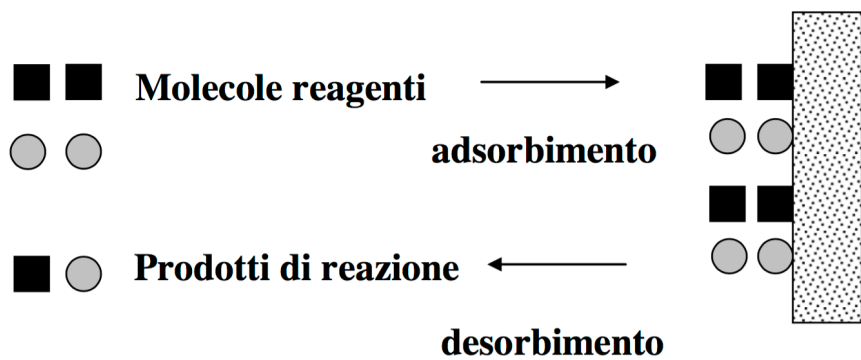 Molecole reagenti
adsorbimento
Prodotti di reazione
desorbimento